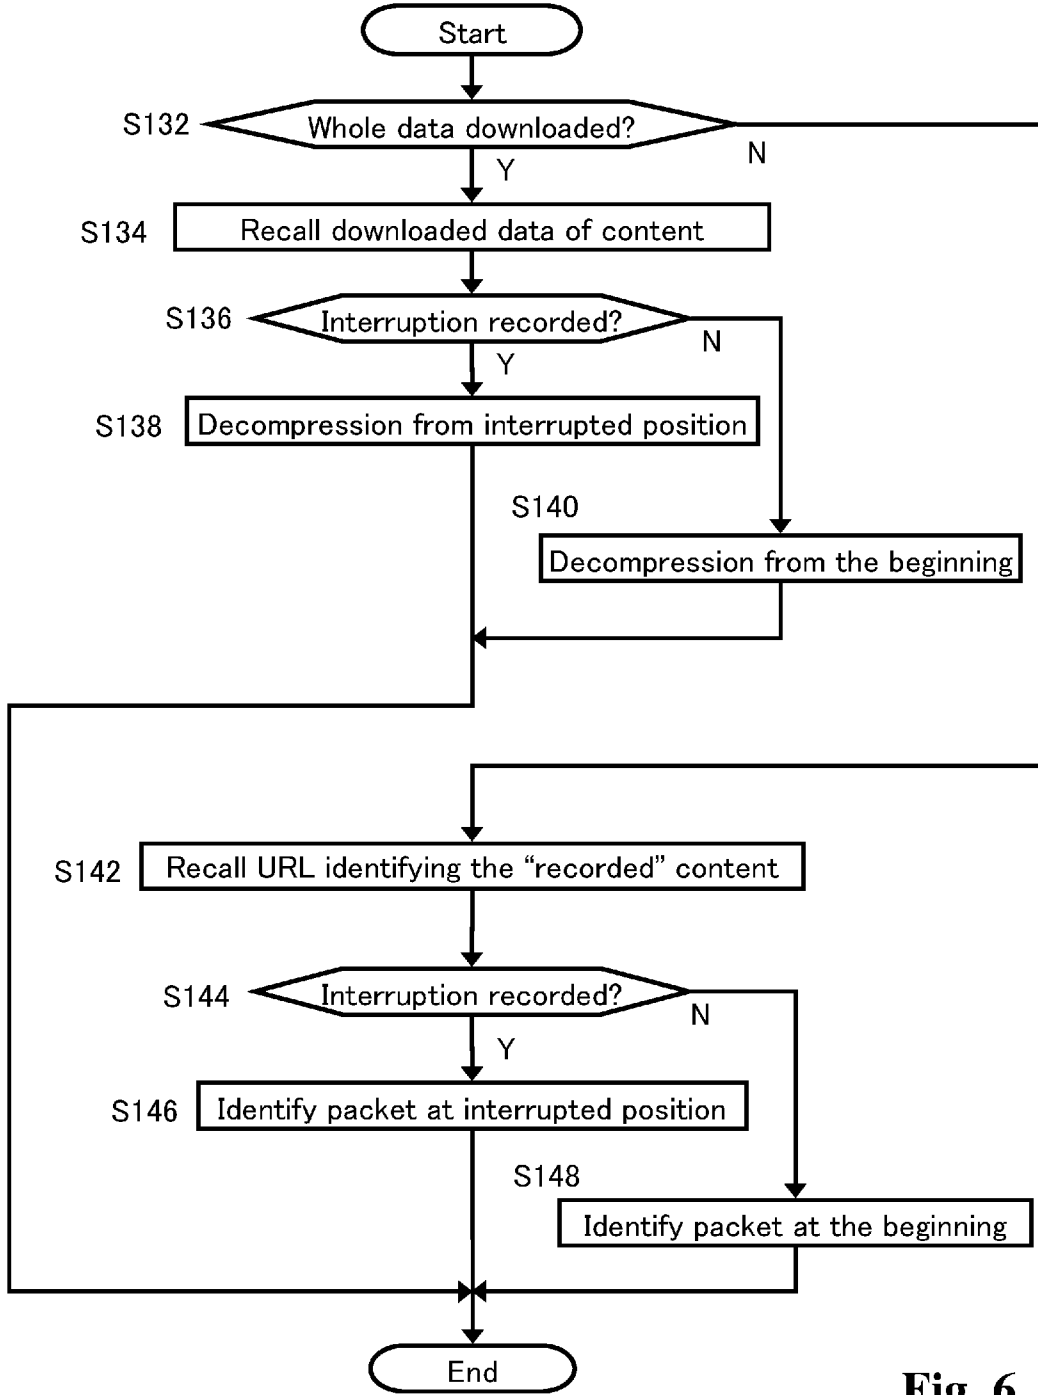 Start
S132
Whole data downloaded?
N
Y
S134
Recall downloaded data of content
S136
Interruption recorded?
N
Y
S138
Decompression from interrupted position
S140
Decompression from the beginning
S142
Recall URL identifying the “recorded” content
S144
Interruption recorded?
N
Y
S146
Identify packet at interrupted position
S148
Identify packet at the beginning
End
Fig. 6